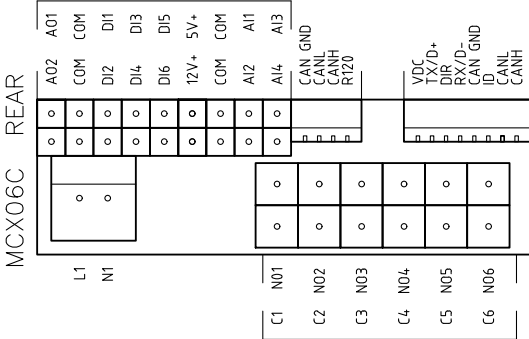 AO1 COM DI1 DI3 DI5 5V+ COM AI1 AI3
AO2 COM DI2 DI4 DI6 12V+ COM AI2 AI4
CAN GND
CANL
CANH
R120
VDC
TX/D+
DIR
RX/D-
CAN GND
ID
CANL
CANH
MCX06C REAR
L1
N1
NO1 NO2 NO3 NO4 NO5 NO6
C1 C2 C3 C4 C5 C6